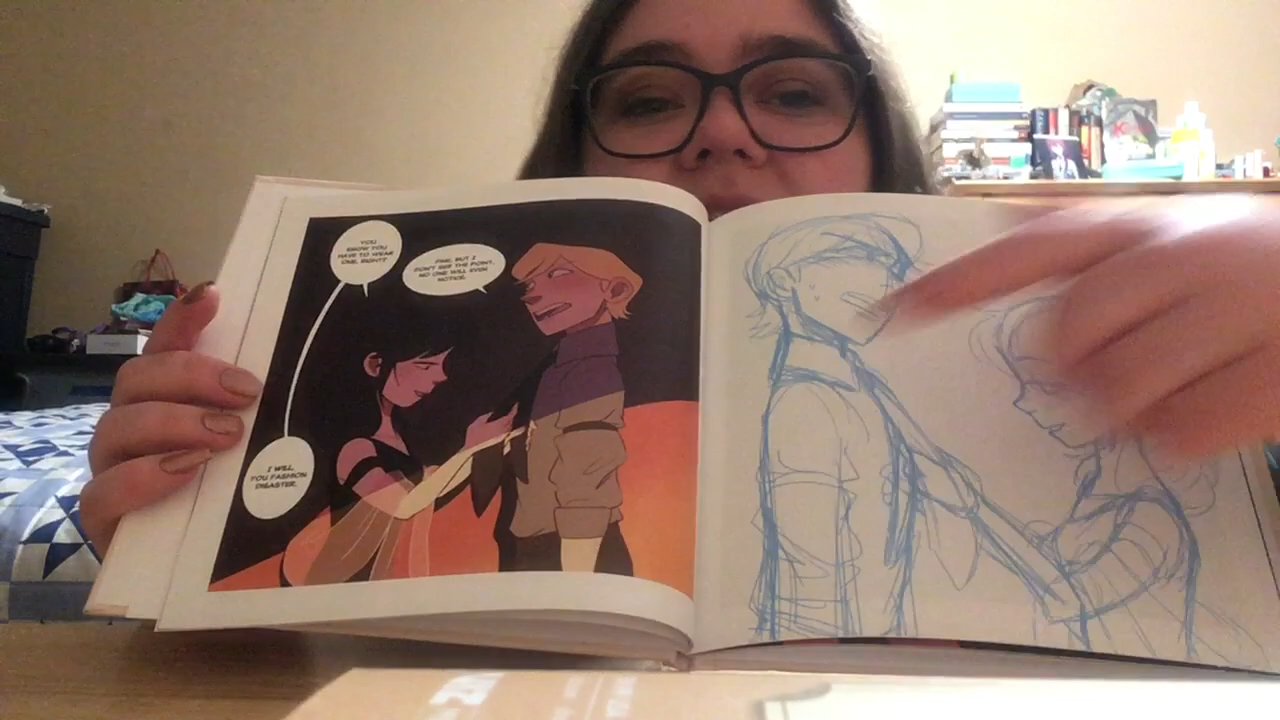 YOU
KNOW YOU
HAVE TO WEAR
ONE, RIGHT?
FINE, BUT I
DON'T SEE THE POINT.
NO ONE WILL EVEN
NOTICE.
I WILL,
YOU FASHION
DISASTER.